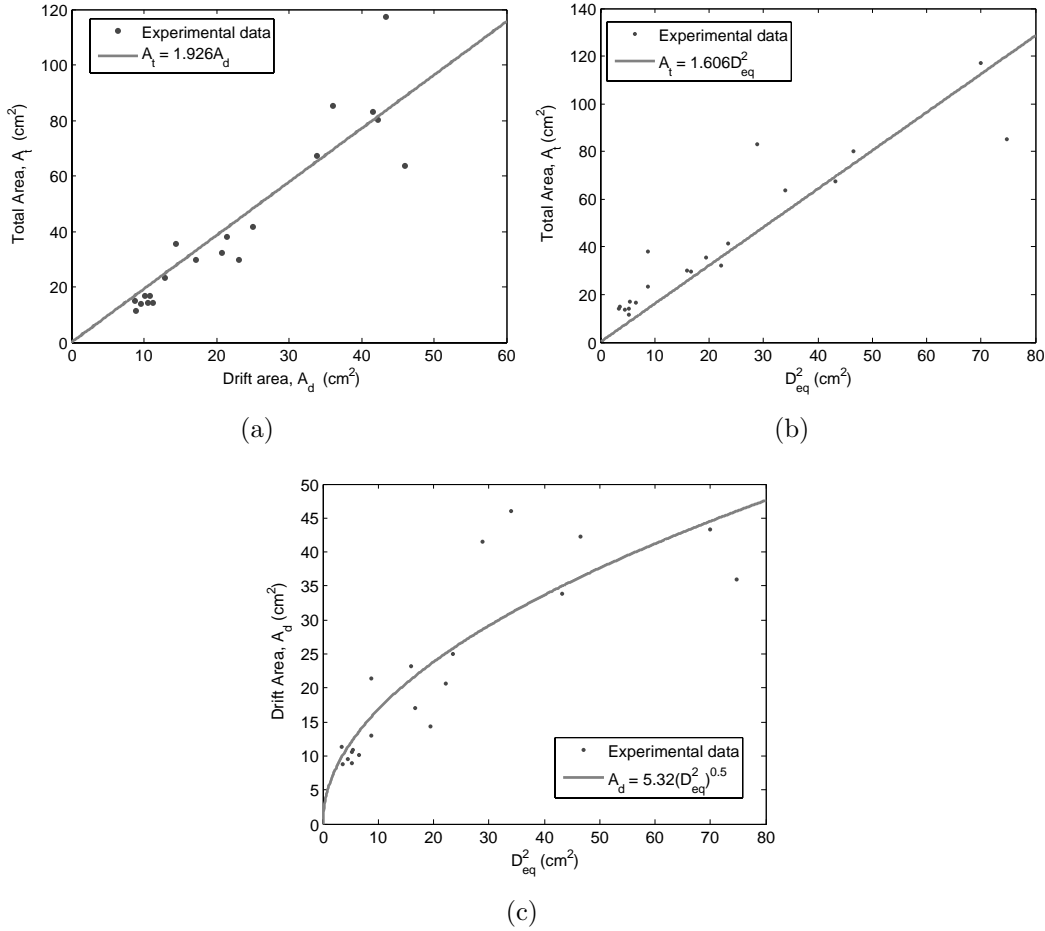 120
100
80
60
40
20
0
Total Area, A_t (cm²)
Experimental data
A_t = 1.926A_d
0 10 20 30 40 50 60
Drift area, A_d (cm²)
(a)
140
120
100
80
60
40
20
0
Total Area, A_t (cm²)
Experimental data
A_t = 1.606D²_eq
0 10 20 30 40 50 60 70 80
D²_eq (cm²)
(b)
50
45
40
35
30
25
20
15
10
5
0
Drift Area, A_d (cm²)
Experimental data
A_d = 5.32(D²_eq)^0.5
0 10 20 30 40 50 60 70 80
D²_eq (cm²)
(c)